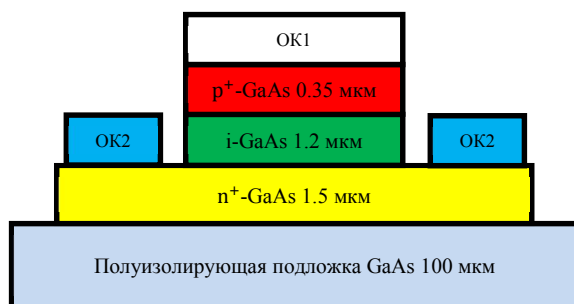 ОК1
p⁺-GaAs 0.35 мкм
ОК2
i-GaAs 1.2 мкм
ОК2
n⁺-GaAs 1.5 мкм
Полуизолирующая подложка GaAs 100 мкм